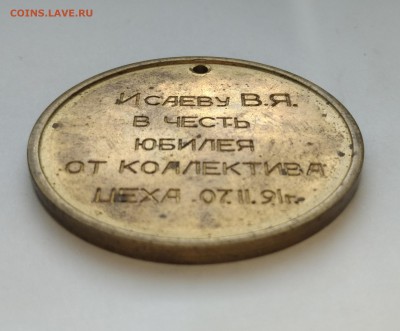 COINS.LAVE.RU
ИСАЕВУ В.Я.
В ЧЕСТЬ
ЮБИЛЕЯ
ОТ КОЛЛЕКТИВА
ЦЕХА 07.11.91г.